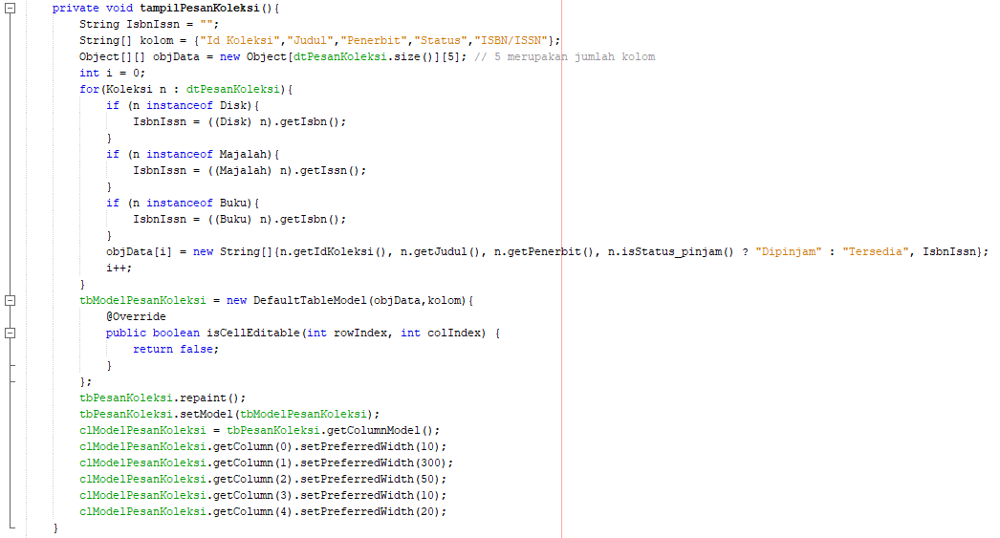 private void tampilPesanKoleksi(){
String IsbnIssn = "";
String[] kolom = {"Id Koleksi","Judul","Penerbit","Status","ISBN/ISSN"};
Object[][] objData = new Object[dtPesanKoleksi.size()][5]; // 5 merupakan jumlah kolom
int i = 0;
for(Koleksi n : dtPesanKoleksi){
if (n instanceof Disk){
IsbnIssn = ((Disk) n).getIsbn();
}
if (n instanceof Majalah){
IsbnIssn = ((Majalah) n).getIssn();
}
if (n instanceof Buku){
IsbnIssn = ((Buku) n).getIsbn();
}
objData[i] = new String[]{n.getIdKoleksi(), n.getJudul(), n.getPenerbit(), n.isStatus_pinjam() ? "Dipinjam" : "Tersedia", IsbnIssn};
i++;
}
tbModelPesanKoleksi = new DefaultTableModel(objData,kolom){
@Override
public boolean isCellEditable(int rowIndex, int colIndex) {
return false;
}
};
tbPesanKoleksi.repaint();
tbPesanKoleksi.setModel(tbModelPesanKoleksi);
clModelPesanKoleksi = tbPesanKoleksi.getColumnModel();
clModelPesanKoleksi.getColumn(0).setPreferredWidth(10);
clModelPesanKoleksi.getColumn(1).setPreferredWidth(300);
clModelPesanKoleksi.getColumn(2).setPreferredWidth(50);
clModelPesanKoleksi.getColumn(3).setPreferredWidth(10);
clModelPesanKoleksi.getColumn(4).setPreferredWidth(20);
}